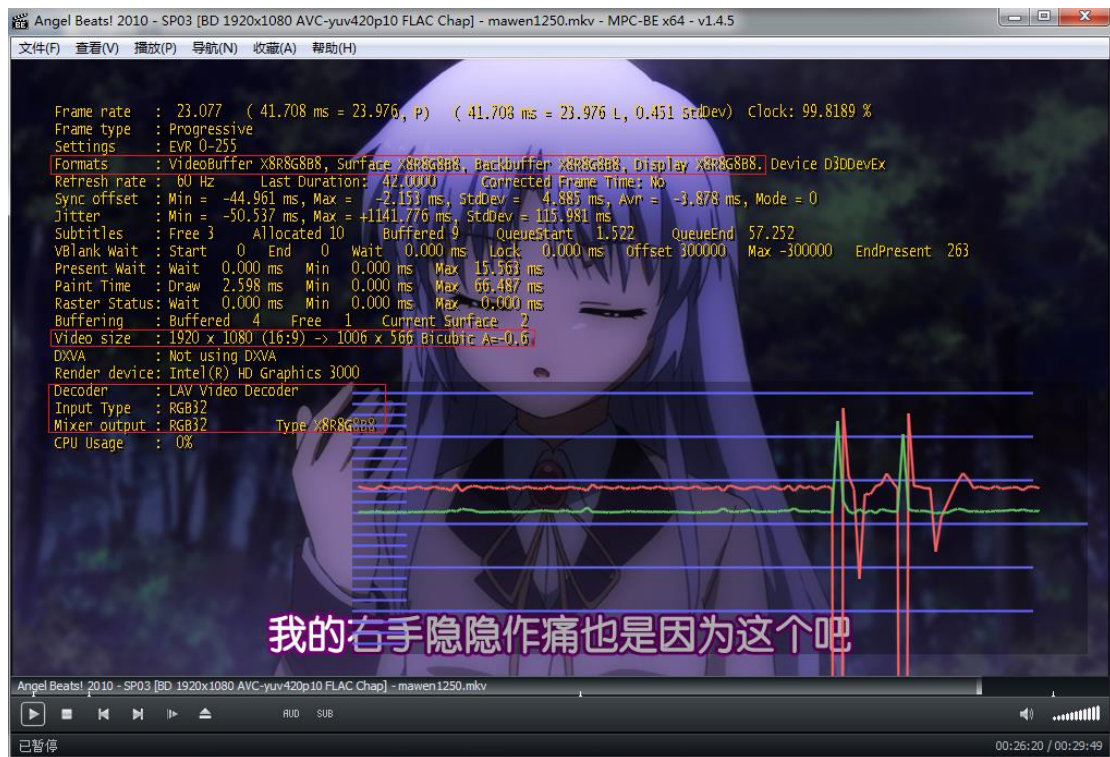 Angel Beats! 2010 - SP03 [BD 1920x1080 AVC-yuv420p10 FLAC Chap] - mawen1250.mkv - MPC-BE x64 - v1.4.5
文件(F) 查看(V) 播放(P) 导航(N) 收藏(A) 帮助(H)
Frame rate : 23.077 ( 41.708 ms = 23.976, P) ( 41.708 ms = 23.976 L, 0.451 StdDev) Clock: 99.8189 %
Frame type : Progressive
Settings : EVR 0-255
Formats : VideoBuffer X8R8G8B8, Surface X8R8G8B8, Backbuffer X8R8G8B8, Display X8R8G8B8. Device D3DDevEx
Refresh rate : 60 Hz Last Duration: 42.0000 Corrected Frame Time: No
Sync offset : Min = -44.961 ms, Max = -2.153 ms, StdDev = 4.885 ms, Avr = -3.878 ms, Mode = 0
Jitter : Min = -50.537 ms, Max = +1141.776 ms, StdDev = 115.981 ms
Subtitles : Free 3 Allocated 10 Buffered 9 QueueStart 1.522 QueueEnd 57.252
VBlank Wait : Start 0 End 0 Wait 0.000 ms Lock 0.000 ms Offset 300000 Max -300000 EndPresent 263
Present Wait : Wait 0.000 ms Min 0.000 ms Max 15.563 ms
Paint Time : Draw 2.598 ms Min 0.000 ms Max 66.487 ms
Raster Status: Wait 0.000 ms Min 0.000 ms Max 0.000 ms
Buffering : Buffered 4 Free 1 Current Surface 2
Video size : 1920 x 1080 (16:9) -> 1006 x 566 Bicubic A=-0.6
DXVA : Not using DXVA
Render device: Intel(R) HD Graphics 3000
Decoder : LAV Video Decoder
Input Type : RGB32
Mixer output : RGB32 Type X8R8G8B8
CPU Usage : 0%
我的右手隐隐作痛也是因为这个吧
Angel Beats! 2010 - SP03 [BD 1920x1080 AVC-yuv420p10 FLAC Chap] - mawen1250.mkv
AUD SUB
已暂停 00:26:20 / 00:29:49